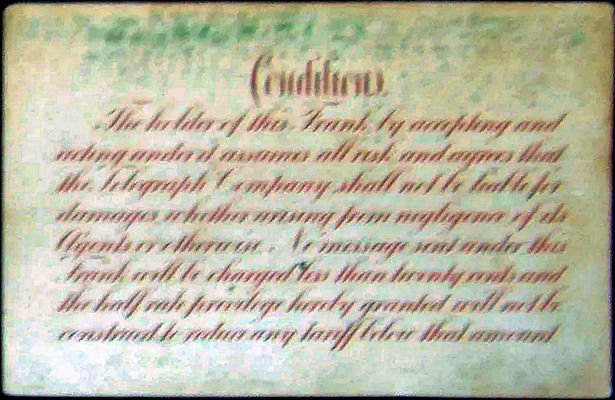 Conditions.
The holder of this Frank, by accepting and
acting under it assumes all risk and agrees that
the Telegraph Company shall not be liable for
damages whether arising from negligence of its
Agents or otherwise. No message sent under this
Frank will be charged less than twenty cents and
the half rate privilege hereby granted will not be
construed to reduce any tariff below that amount